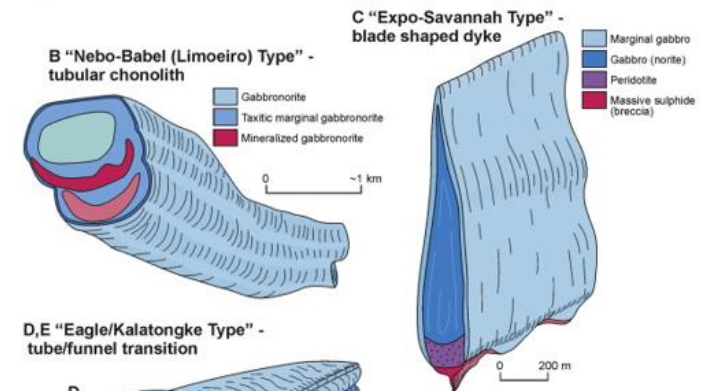 C “Expo-Savannah Type” -
blade shaped dyke
Marginal gabbro
Gabbro (norite)
Peridotite
Massive sulphide
(breccia)
0 200 m
B “Nebo-Babel (Limoeiro) Type” -
tubular chonolith
Gabbronorite
Taxitic marginal gabbronorite
Mineralized gabbronorite
0 ~1 km
D,E “Eagle/Kalatongke Type” -
tube/funnel transition
D